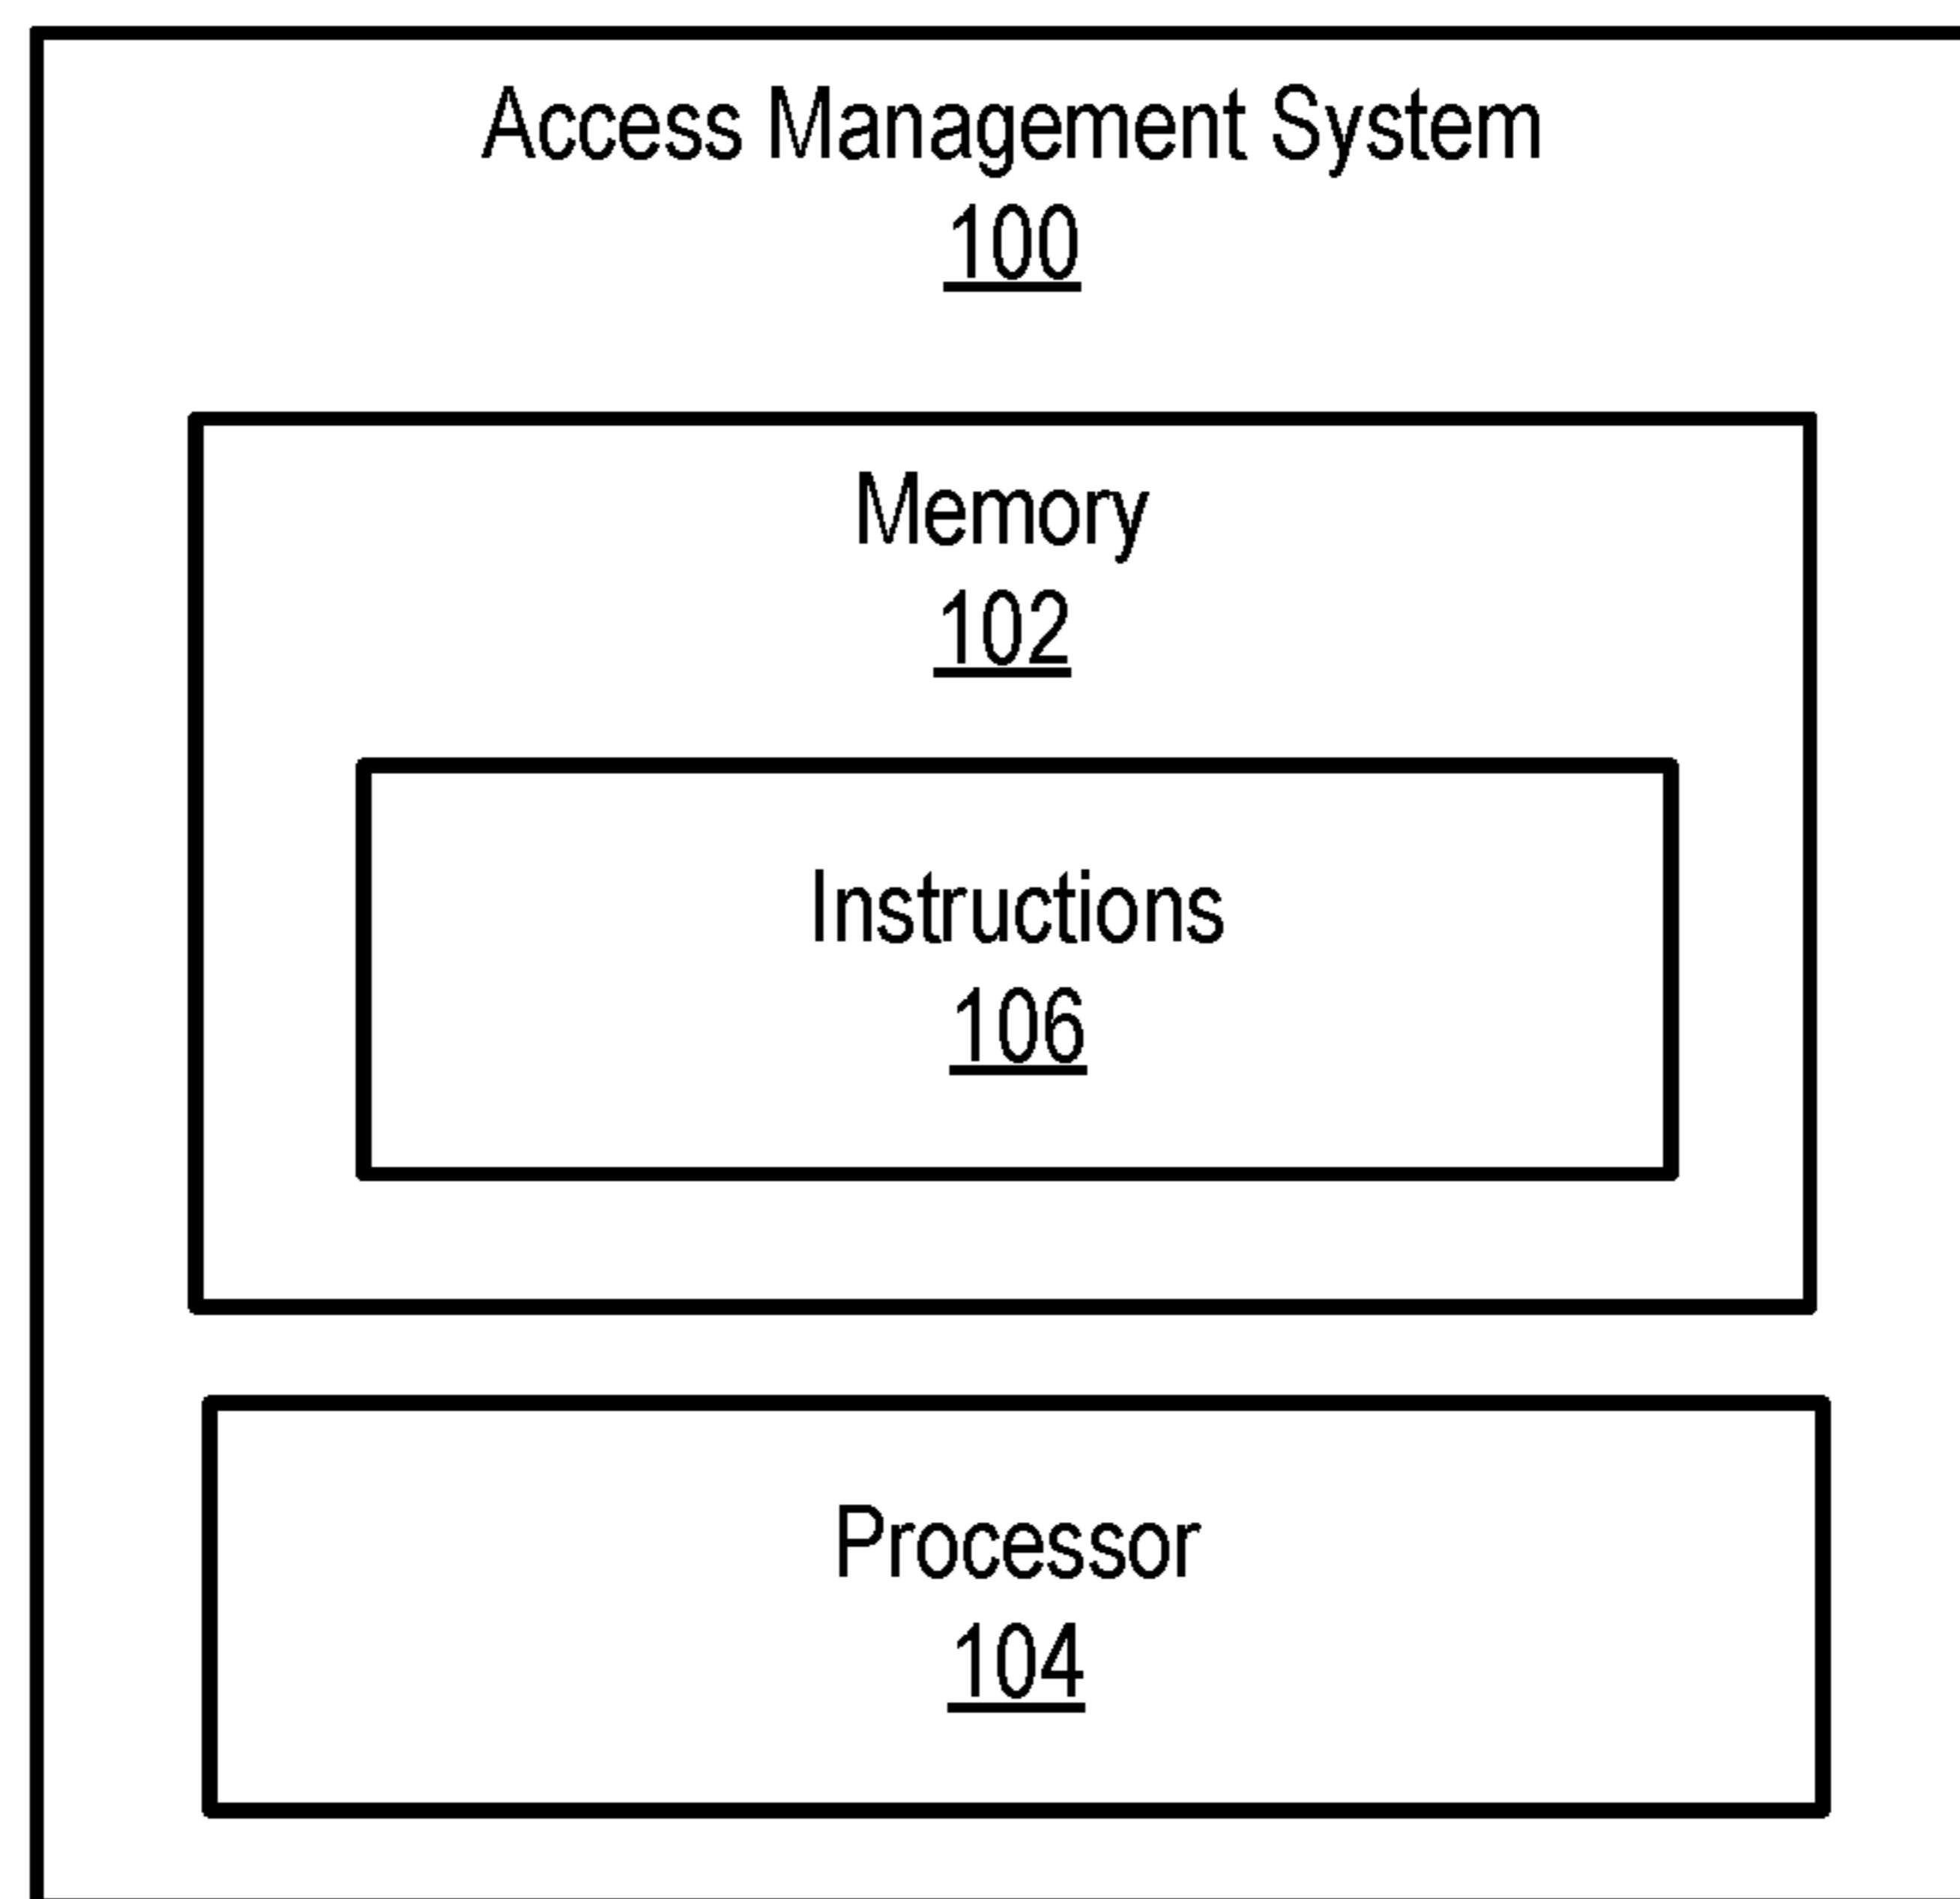 Access Management System
100
Memory
102
Instructions
106
Processor
104